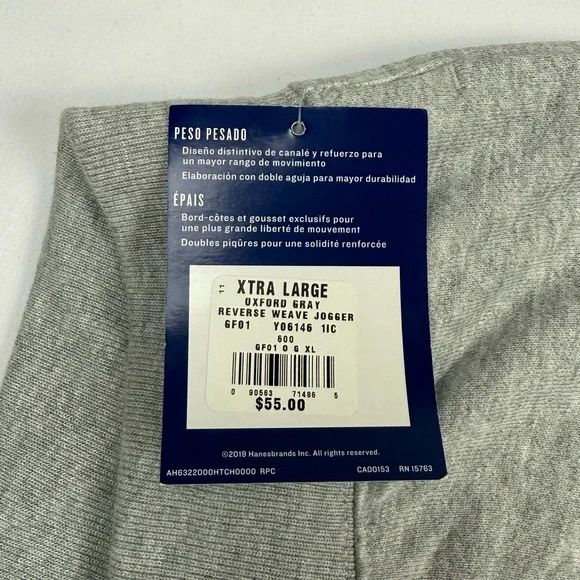 PESO PESADO
Diseño distintivo de canalé y refuerzo para
un mayor rango de movimiento
Elaboración con doble aguja para mayor durabilidad
ÉPAIS
Bord-côtes et gousset exclusifs pour
une plus grande liberté de mouvement
Doubles piqûres pour une solidité renforcée
11
XTRA LARGE
OXFORD GRAY
REVERSE WEAVE JOGGER
GF01 Y06146 1IC
600
GF01 O G XL
0 90563 71486 5
$55.00
©2019 Hanesbrands Inc. All rights reserved.
AH6322000HTCH0000 RPC CA00153 RN 15763